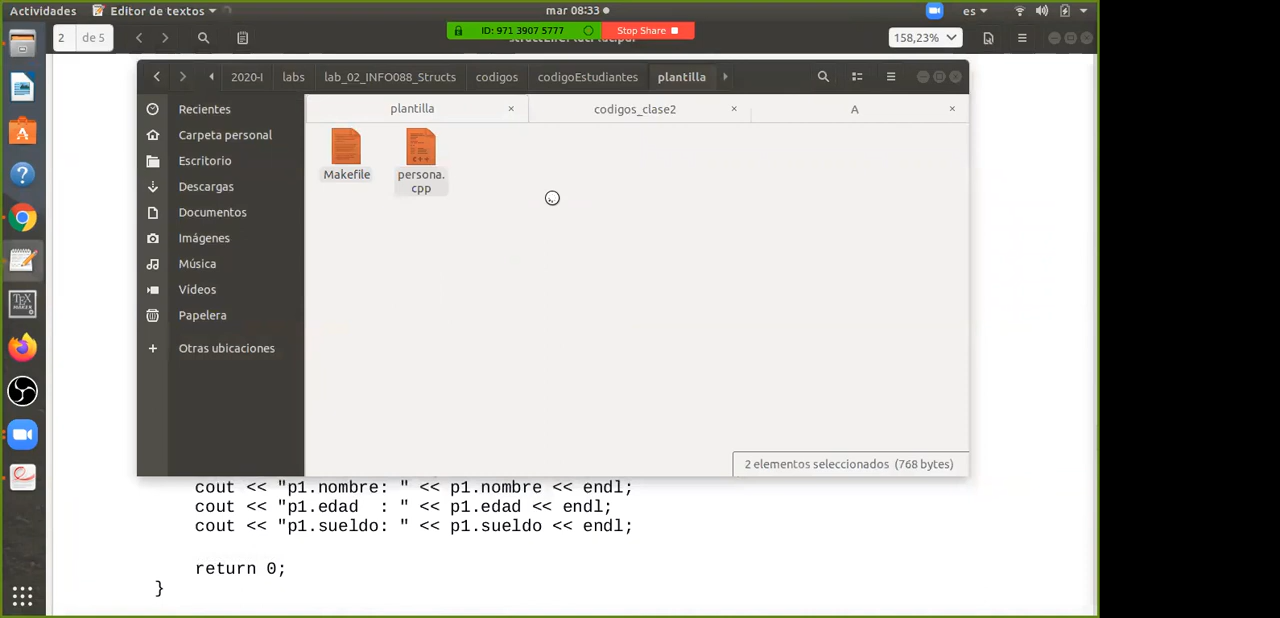 Actividades
Editor de textos
mar 08:33
es
2
de 5
ID: 971 3907 5777
Stop Share
158,23%
2020-I
labs
lab_02_INFO088_Structs
codigos
codigoEstudiantes
plantilla
Recientes
plantilla
codigos_clase2
A
Carpeta personal
Escritorio
Makefile
persona.
cpp
Descargas
Documentos
Imágenes
Música
Vídeos
Papelera
Otras ubicaciones
2 elementos seleccionados (768 bytes)
cout << "p1.nombre: " << p1.nombre << endl;
cout << "p1.edad  : " << p1.edad << endl;
cout << "p1.sueldo: " << p1.sueldo << endl;
return 0;
}